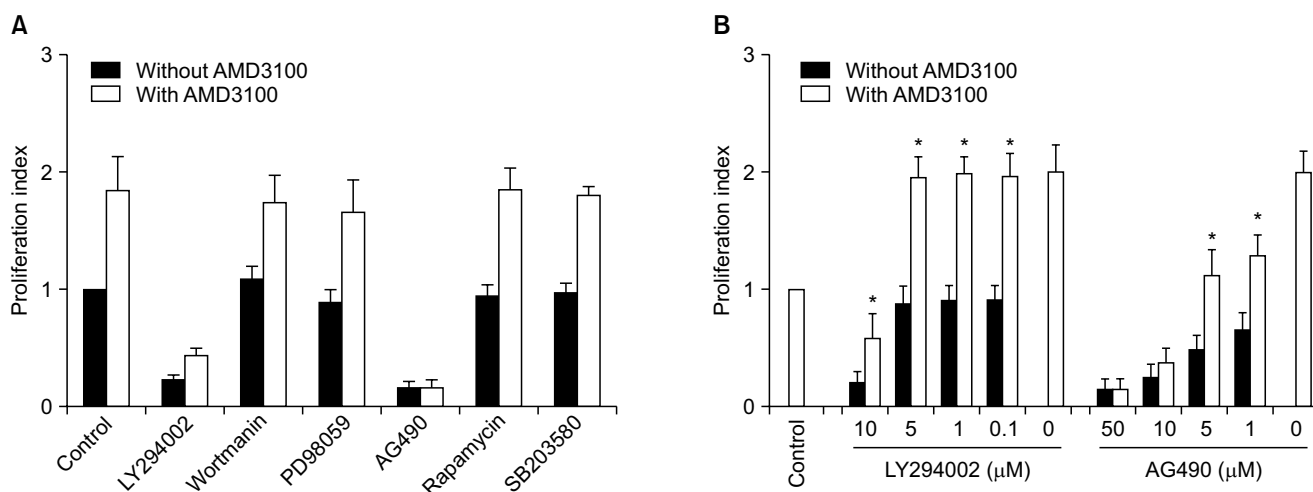 A
3
2
1
0
Proliferation index
Without AMD3100
With AMD3100
Control
LY294002
Wortmanin
PD98059
AG490
Rapamycin
SB203580
B
3
2
1
0
Proliferation index
Without AMD3100
With AMD3100
* * * * * *
Control
10 5 1 0.1 0
LY294002 (μM)
50 10 5 1 0
AG490 (μM)